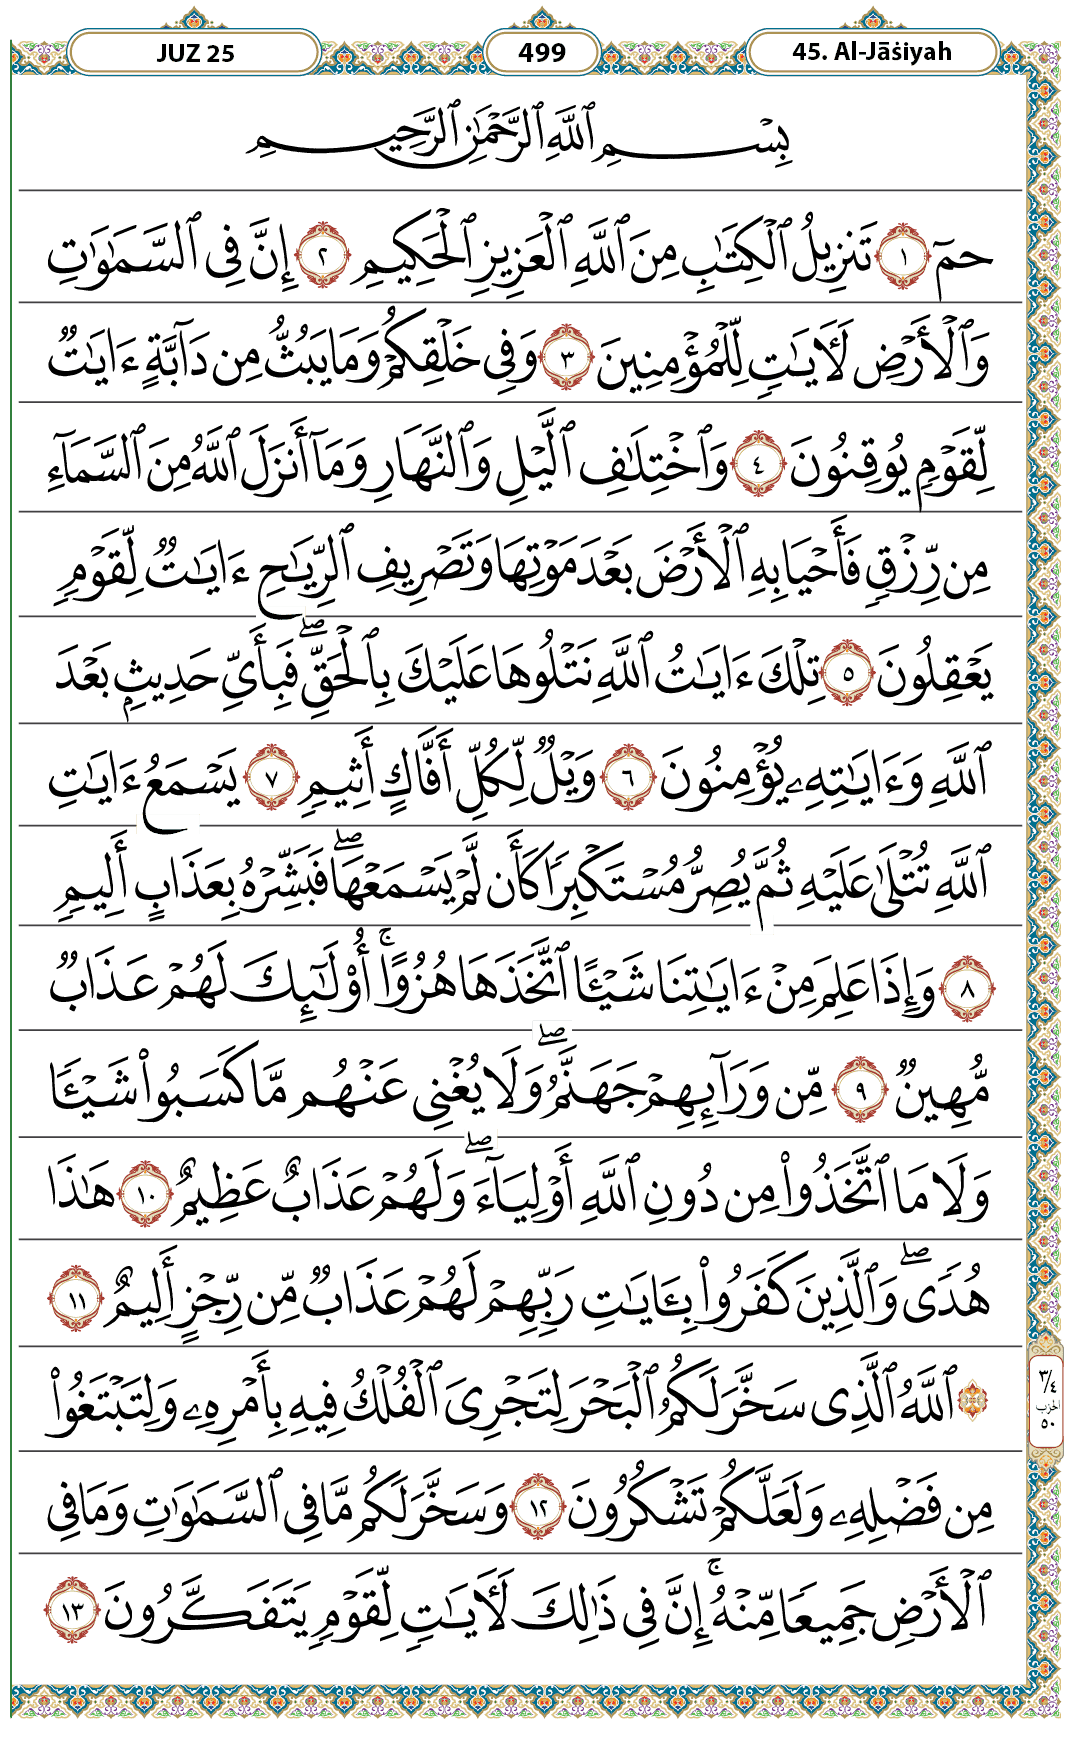 JUZ 25
499
45. Al-Jāṡiyah
بِسْمِ ٱللَّهِ ٱلرَّحْمَٰنِ ٱلرَّحِيمِ
حمٓ ١ تَنزِيلُ ٱلْكِتَٰبِ مِنَ ٱللَّهِ ٱلْعَزِيزِ ٱلْحَكِيمِ ٢ إِنَّ فِى ٱلسَّمَٰوَٰتِ
وَٱلْأَرْضِ لَـَٔايَٰتٍ لِّلْمُؤْمِنِينَ ٣ وَفِى خَلْقِكُمْ وَمَا يَبُثُّ مِن دَآبَّةٍ ءَايَٰتٌ
لِّقَوْمٍ يُوقِنُونَ ٤ وَٱخْتِلَٰفِ ٱلَّيْلِ وَٱلنَّهَارِ وَمَآ أَنزَلَ ٱللَّهُ مِنَ ٱلسَّمَآءِ
مِن رِّزْقٍ فَأَحْيَا بِهِ ٱلْأَرْضَ بَعْدَ مَوْتِهَا وَتَصْرِيفِ ٱلرِّيَٰحِ ءَايَٰتٌ لِّقَوْمٍ
يَعْقِلُونَ ٥ تِلْكَ ءَايَٰتُ ٱللَّهِ نَتْلُوهَا عَلَيْكَ بِٱلْحَقِّ ۖ فَبِأَىِّ حَدِيثٍۭ بَعْدَ
ٱللَّهِ وَءَايَٰتِهِۦ يُؤْمِنُونَ ٦ وَيْلٌ لِّكُلِّ أَفَّاكٍ أَثِيمٍ ٧ يَسْمَعُ ءَايَٰتِ
ٱللَّهِ تُتْلَىٰ عَلَيْهِ ثُمَّ يُصِرُّ مُسْتَكْبِرًا كَأَن لَّمْ يَسْمَعْهَا ۖ فَبَشِّرْهُ بِعَذَابٍ أَلِيمٍ
٨ وَإِذَا عَلِمَ مِنْ ءَايَٰتِنَا شَيْـًٔا ٱتَّخَذَهَا هُزُوًا ۚ أُو۟لَٰٓئِكَ لَهُمْ عَذَابٌ
مُّهِينٌ ٩ مِّن وَرَآئِهِمْ جَهَنَّمُ ۖ وَلَا يُغْنِى عَنْهُم مَّا كَسَبُوا۟ شَيْـًٔا
وَلَا مَا ٱتَّخَذُوا۟ مِن دُونِ ٱللَّهِ أَوْلِيَآءَ ۖ وَلَهُمْ عَذَابٌ عَظِيمٌ ١٠ هَٰذَا
هُدًى ۖ وَٱلَّذِينَ كَفَرُوا۟ بِـَٔايَٰتِ رَبِّهِمْ لَهُمْ عَذَابٌ مِّن رِّجْزٍ أَلِيمٌ ١١
۞ ٱللَّهُ ٱلَّذِى سَخَّرَ لَكُمُ ٱلْبَحْرَ لِتَجْرِىَ ٱلْفُلْكُ فِيهِ بِأَمْرِهِۦ وَلِتَبْتَغُوا۟
٣/٤
الحزب
٥٠
مِن فَضْلِهِۦ وَلَعَلَّكُمْ تَشْكُرُونَ ١٢ وَسَخَّرَ لَكُم مَّا فِى ٱلسَّمَٰوَٰتِ وَمَا فِى
ٱلْأَرْضِ جَمِيعًا مِّنْهُ ۚ إِنَّ فِى ذَٰلِكَ لَـَٔايَٰتٍ لِّقَوْمٍ يَتَفَكَّرُونَ ١٣